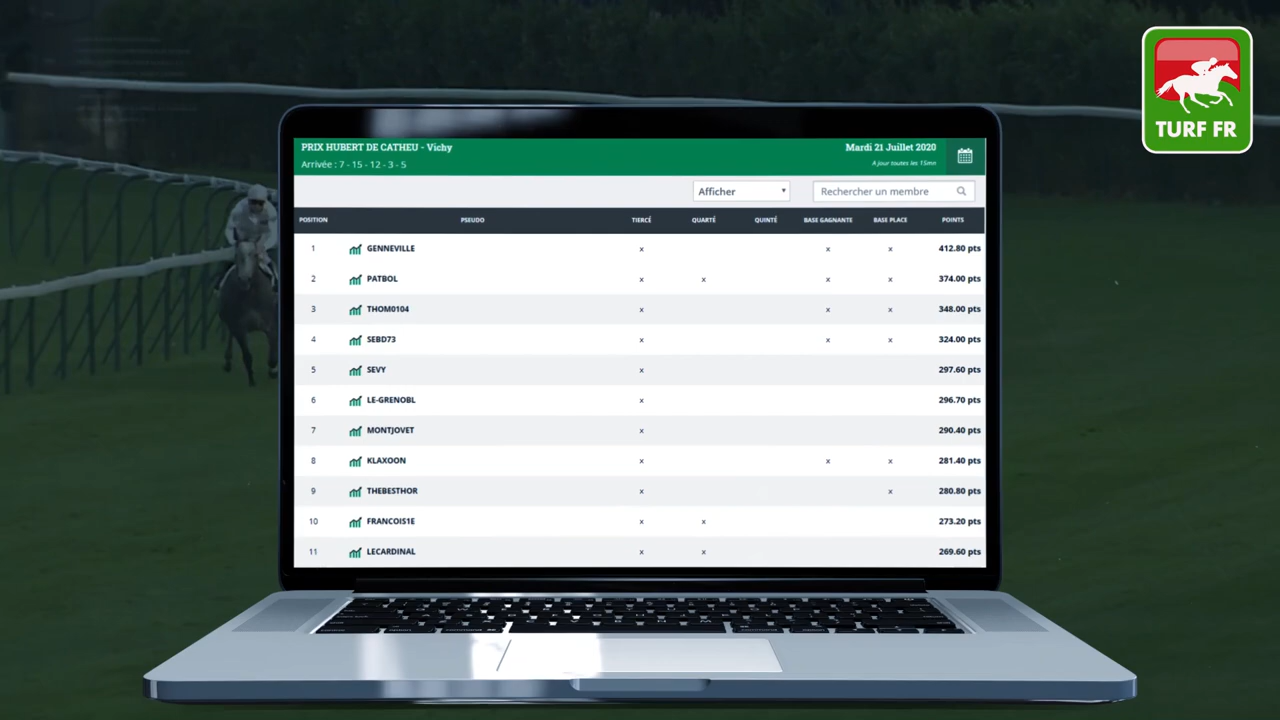 TURF FR
PRIX HUBERT DE CATHEU - Vichy
Mardi 21 Juillet 2020
Arrivée : 7 - 15 - 12 - 3 - 5
A jour toutes les 15mn
Afficher
Rechercher un membre
POSITION PSEUDO TIERCÉ QUARTÉ QUINTÉ BASE GAGNANTE BASE PLACE POINTS
1 GENNEVILLE x x x 412.80 pts
2 PATBOL x x x x 374.00 pts
3 THOM0104 x x x 348.00 pts
4 SEBD73 x x x 324.00 pts
5 SEVY x 297.60 pts
6 LE-GRENOBL x 296.70 pts
7 MONTJOVET x 290.40 pts
8 KLAXOON x x x 281.40 pts
9 THEBESTHOR x x 280.80 pts
10 FRANCOIS1E x x 273.20 pts
11 LECARDINAL x x 269.60 pts